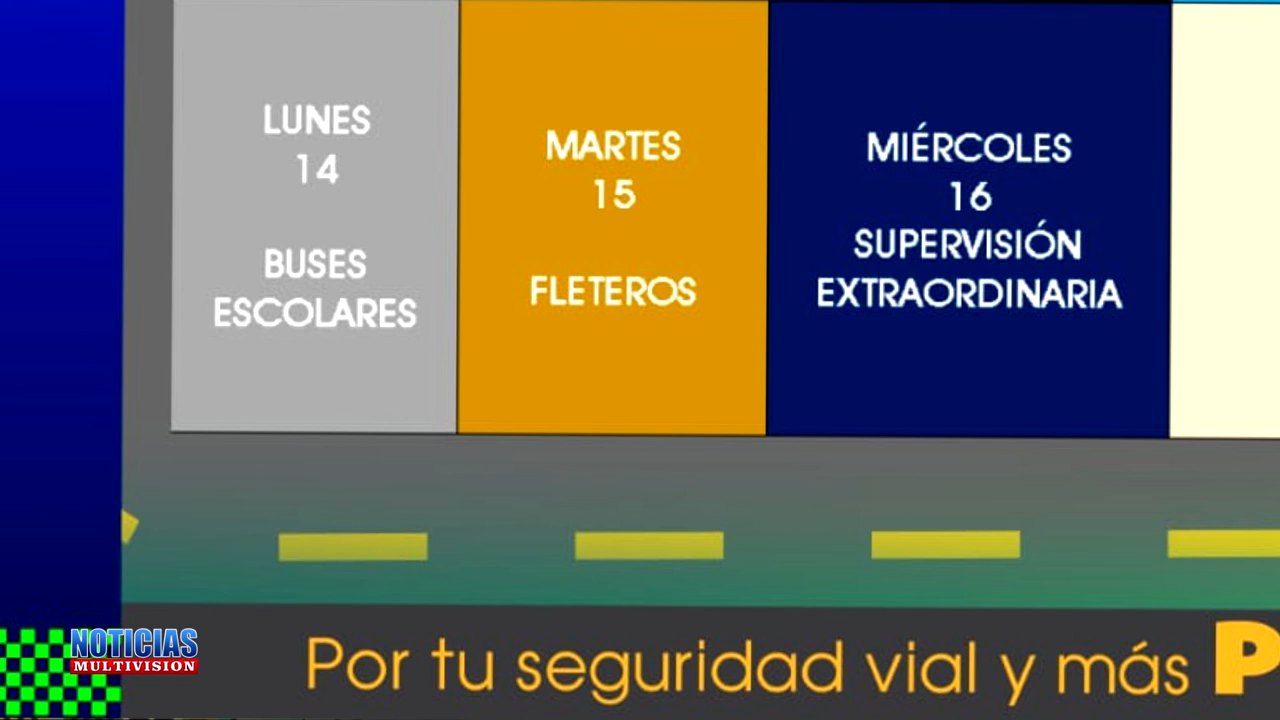 LUNES
14
BUSES
ESCOLARES
MARTES
15
FLETEROS
MIÉRCOLES
16
SUPERVISIÓN
EXTRAORDINARIA
Por tu seguridad vial y más P
NOTICIAS
MULTIVISION